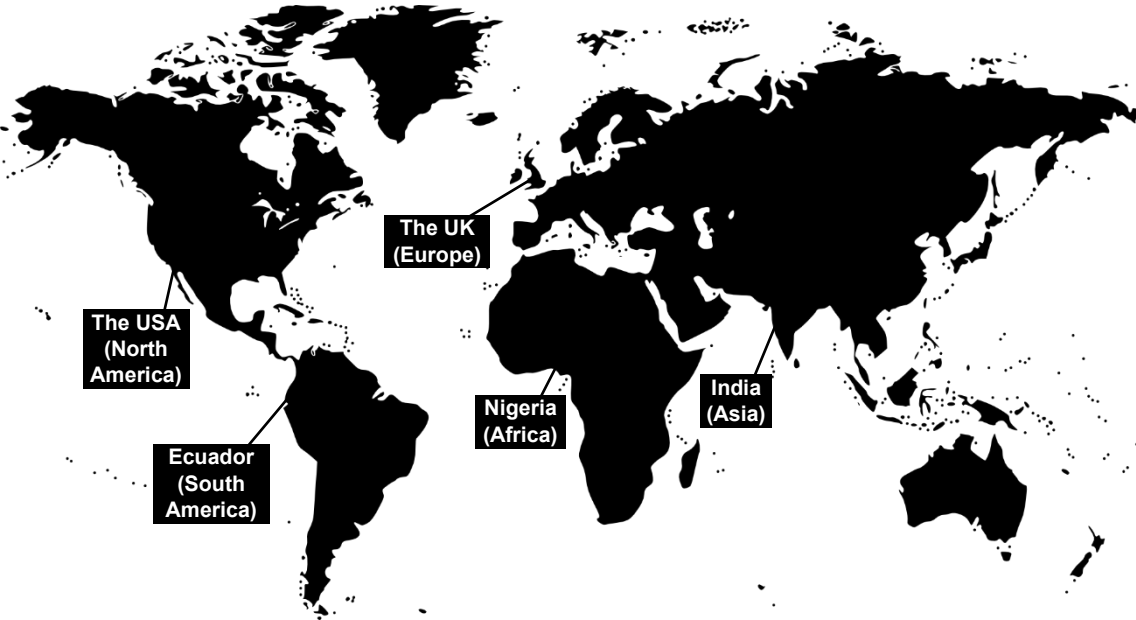 The UK
(Europe)
The USA
(North
America)
India
(Asia)
Nigeria
(Africa)
Ecuador
(South
America)